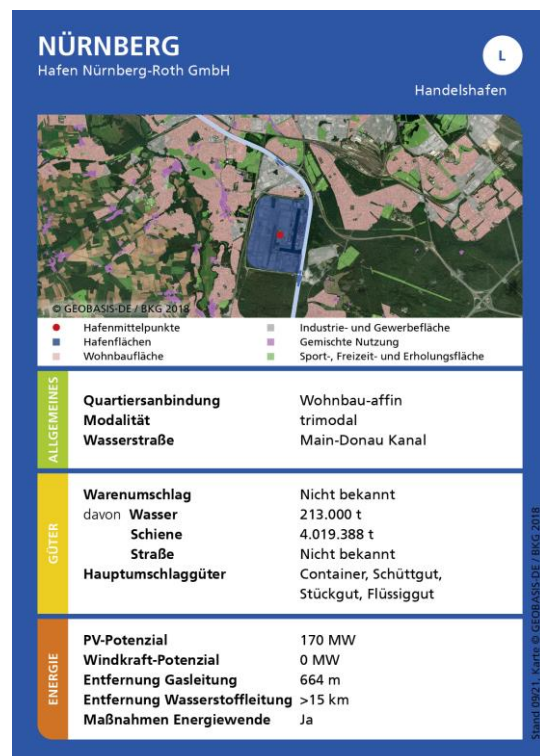 NÜRNBERG
Hafen Nürnberg-Roth GmbH
L
Handelshafen
© GEOBASIS-DE / BKG 2018
Hafenmittelpunkte
Hafenflächen
Wohnbaufläche
Industrie- und Gewerbefläche
Gemischte Nutzung
Sport-, Freizeit- und Erholungsfläche
ALLGEMEINES
Quartiersanbindung Wohnbau-affin
Modalität trimodal
Wasserstraße Main-Donau Kanal
GÜTER
Warenumschlag Nicht bekannt
davon Wasser 213.000 t
Schiene 4.019.388 t
Straße Nicht bekannt
Hauptumschlaggüter Container, Schüttgut,
Stückgut, Flüssiggut
ENERGIE
PV-Potenzial 170 MW
Windkraft-Potenzial 0 MW
Entfernung Gasleitung 664 m
Entfernung Wasserstoffleitung >15 km
Maßnahmen Energiewende Ja
Stand 09/21, Karte © GEOBASIS-DE / BKG 2018